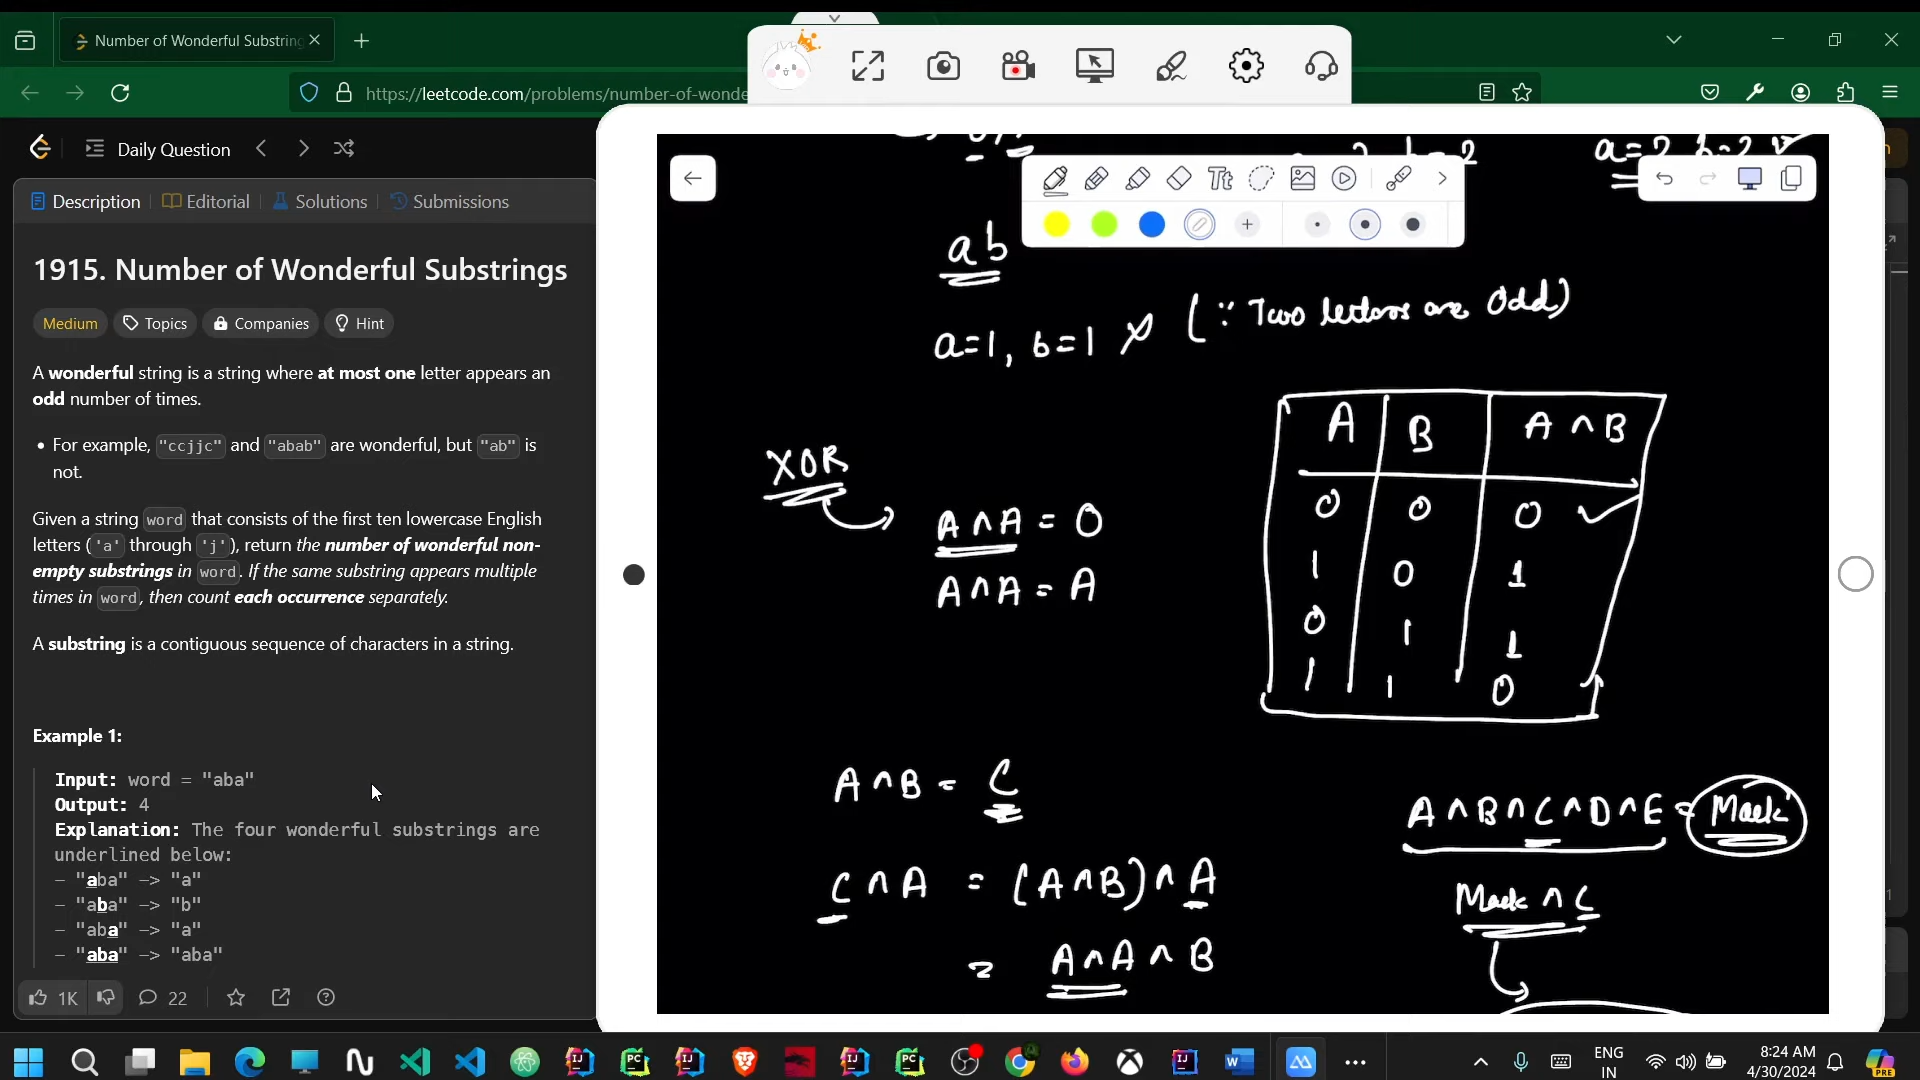 Number of Wonderful Substring
https://leetcode.com/problems/number-of-wonde
Daily Question
Description
Editorial
Solutions
Submissions
1915. Number of Wonderful Substrings
Medium
Topics
Companies
Hint
A wonderful string is a string where at most one letter appears an
odd number of times.
• For example, "ccjjc" and "abab" are wonderful, but "ab" is
not.
Given a string word that consists of the first ten lowercase English
letters ('a' through 'j'), return the number of wonderful non-
empty substrings in word. If the same substring appears multiple
times in word, then count each occurrence separately.
A substring is a contiguous sequence of characters in a string.
Example 1:
Input: word = "aba"
Output: 4
Explanation: The four wonderful substrings are
underlined below:
- "aba" -> "a"
- "aba" -> "b"
- "aba" -> "a"
- "aba" -> "aba"
1K
22
Tt
a=2 b=2
ab
a=1, b=1 (∵ Two letters are Odd)
XOR
A ^ A = 0
A ^ A = A
A B A ^ B
0 0 0
1 0 1
0 1 1
1 1 0
A ^ B = C
C ^ A = (A ^ B) ^ A
= A ^ A ^ B
A ^ B ^ C ^ D ^ E = Mask
Mask ^ C
ENG
IN
8:24 AM
4/30/2024